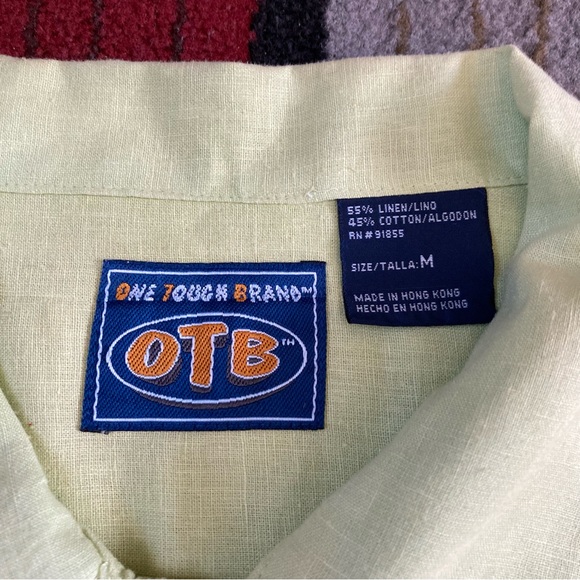 55% LINEN/LINO
45% COTTON/ALGODON
RN#91855
SIZE/TALLA: M
MADE IN HONG KONG
HECHO EN HONG KONG
ONE TOUGH BRAND™
OTB™